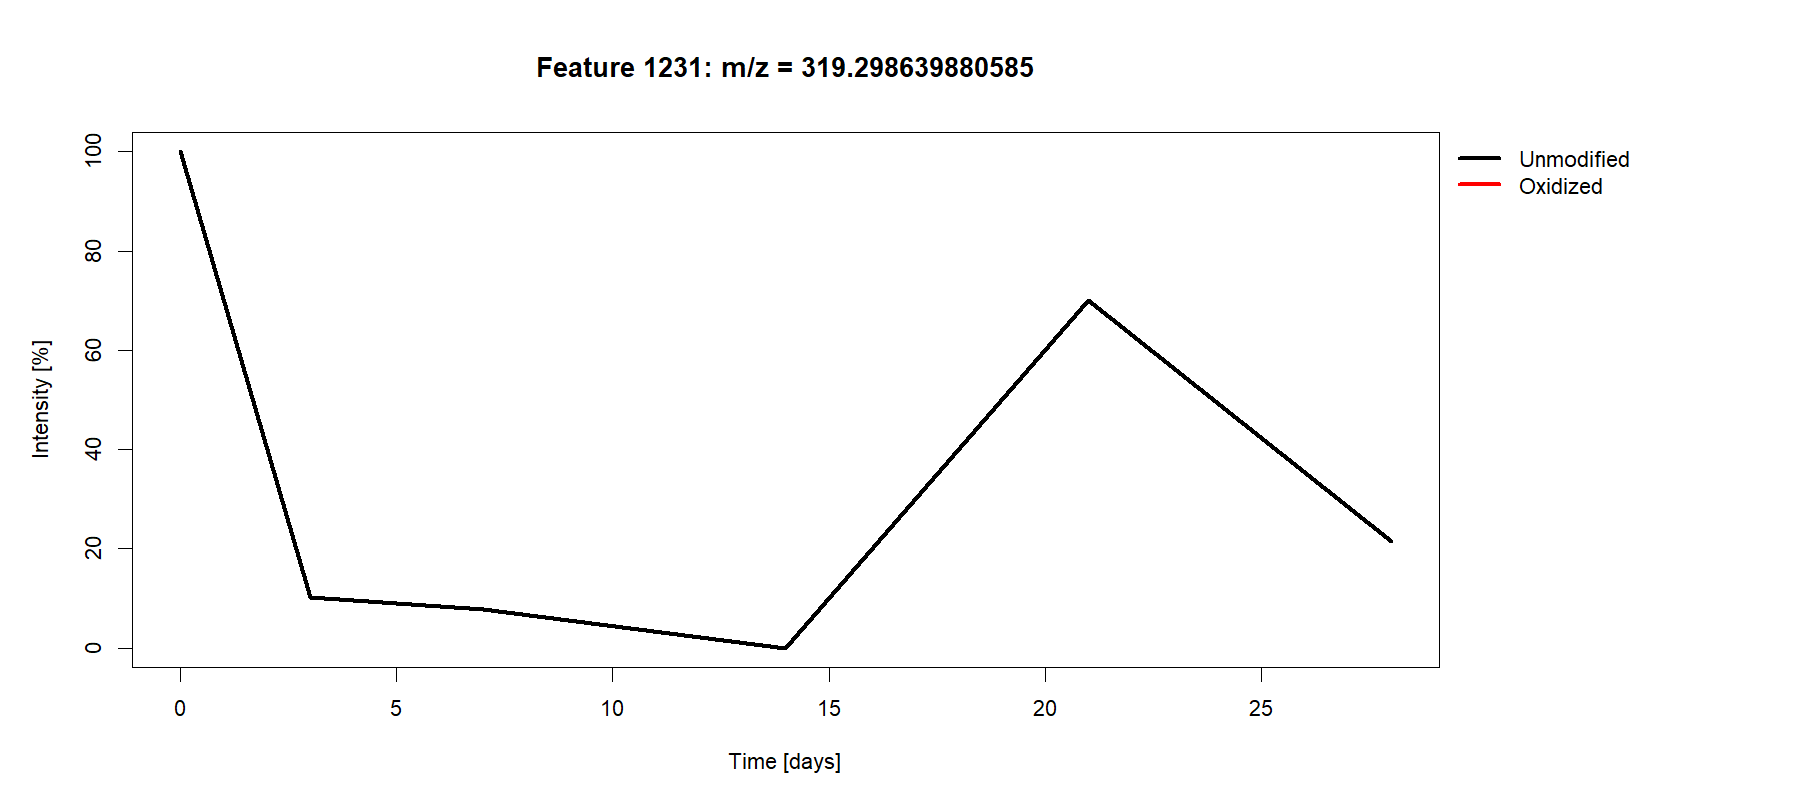 Feature 1231: m/z = 319.298639880585
Unmodified
Oxidized
Intensity [%]
100
80
60
40
20
0
0 5 10 15 20 25
Time [days]